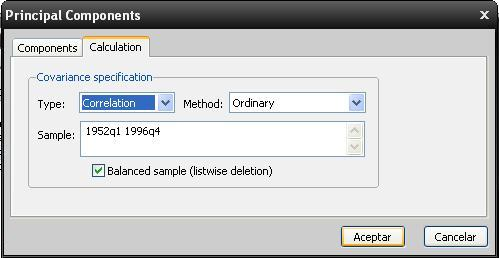 Principal Components
x
Components Calculation
Covariance specification
Type: Correlation Method: Ordinary
Sample: 1952q1 1996q4
Balanced sample (listwise deletion)
Aceptar Cancelar